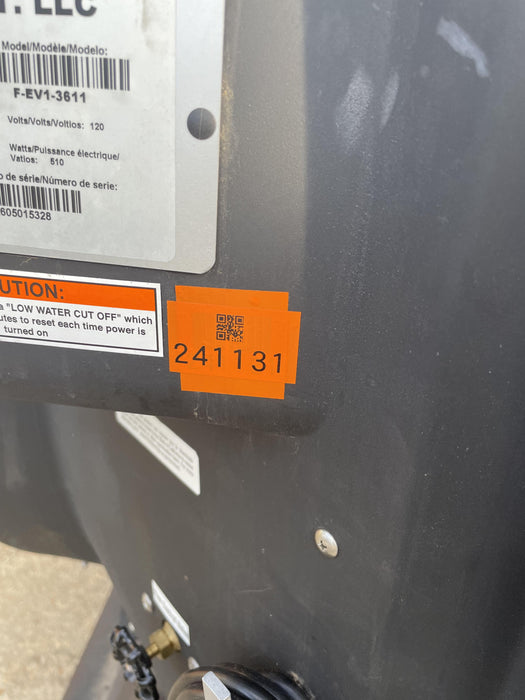 T. LLC
Model/Modèle/Modelo:
F-EV1-3611
Volts/Volts/Voltios: 120
Watts/Puissance électrique/
Vatios: 510
o de série/Número de serie:
605015328
UTION:
a "LOW WATER CUT OFF" which
utes to reset each time power is
turned on
241131